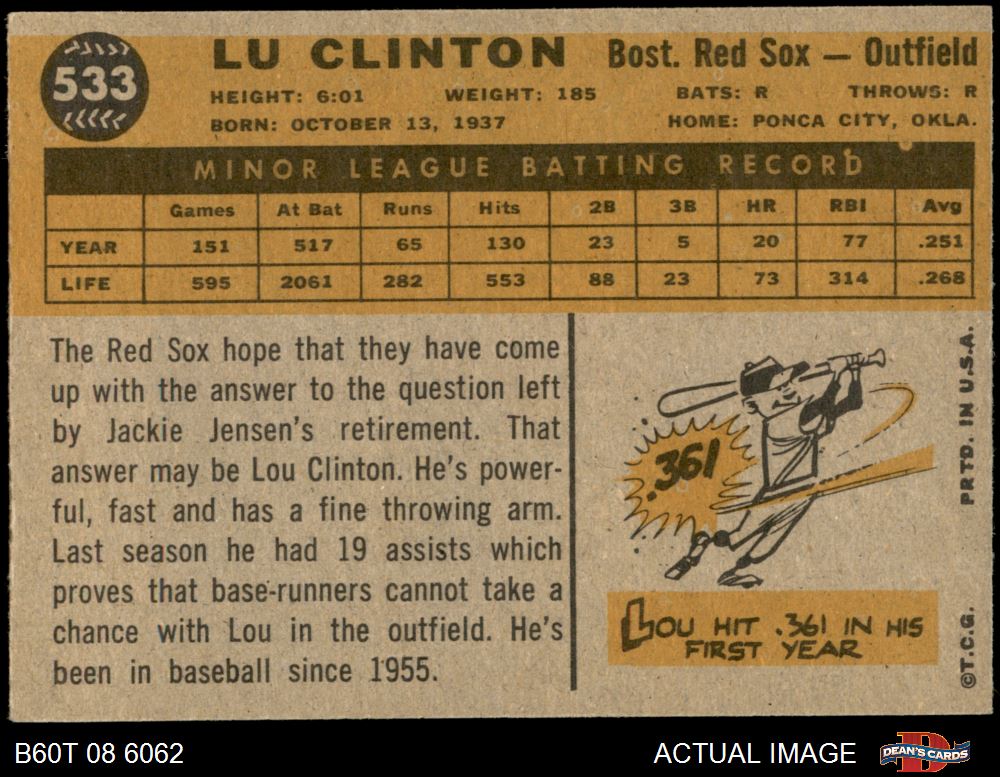 533
LU CLINTON Bost. Red Sox — Outfield
HEIGHT: 6:01 WEIGHT: 185 BATS: R THROWS: R
BORN: OCTOBER 13, 1937 HOME: PONCA CITY, OKLA.
MINOR LEAGUE BATTING RECORD
Games At Bat Runs Hits 2B 3B HR RBI Avg
YEAR 151 517 65 130 23 5 20 77 .251
LIFE 595 2061 282 553 88 23 73 314 .268
The Red Sox hope that they have come
up with the answer to the question left
by Jackie Jensen's retirement. That
answer may be Lou Clinton. He's power-
ful, fast and has a fine throwing arm.
Last season he had 19 assists which
proves that base-runners cannot take a
chance with Lou in the outfield. He's
been in baseball since 1955.
.361
LOU HIT .361 IN HIS
FIRST YEAR
©T.C.G. PRTD. IN U.S.A.
B60T 08 6062 ACTUAL IMAGE DEAN'S CARDS